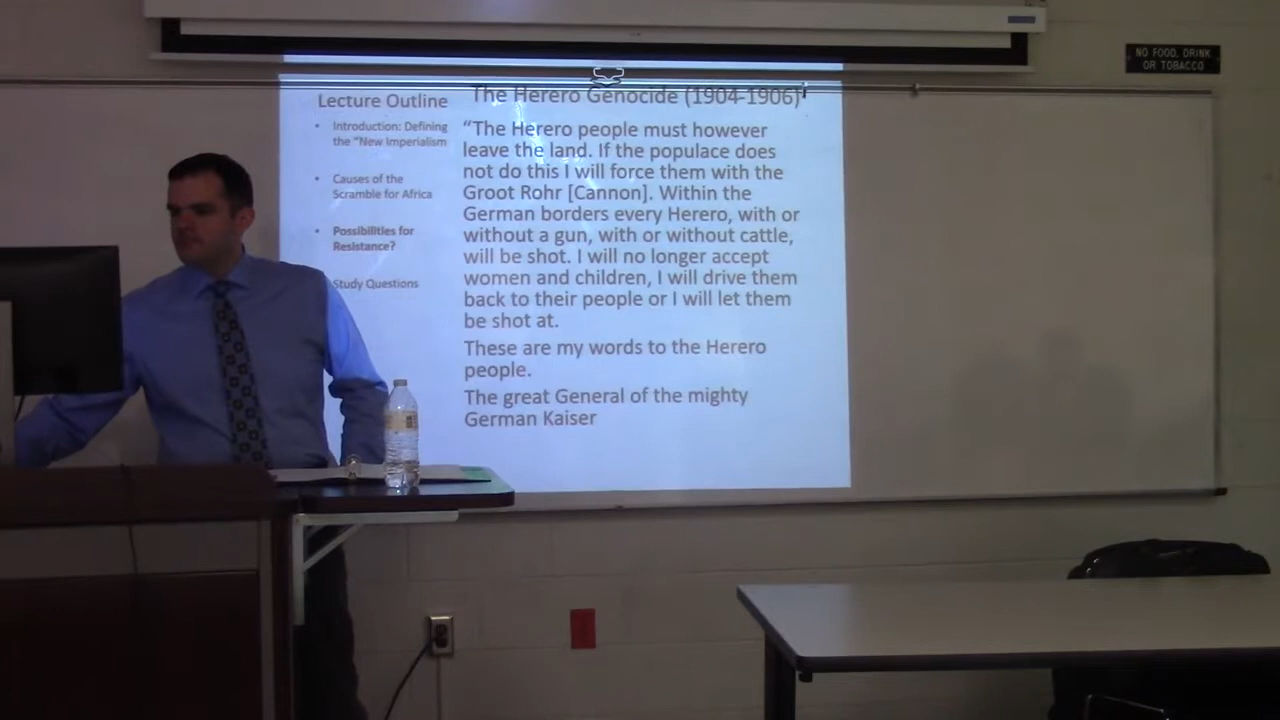 NO FOOD, DRINK
OR TOBACCO
The Herero Genocide (1904-1906)
Lecture Outline
• Introduction: Defining
the "New Imperialism
• Causes of the
Scramble for Africa
• Possibilities for
Resistance?
Study Questions
“The Herero people must however
leave the land. If the populace does
not do this I will force them with the
Groot Rohr [Cannon]. Within the
German borders every Herero, with or
without a gun, with or without cattle,
will be shot. I will no longer accept
women and children, I will drive them
back to their people or I will let them
be shot at.
These are my words to the Herero
people.
The great General of the mighty
German Kaiser